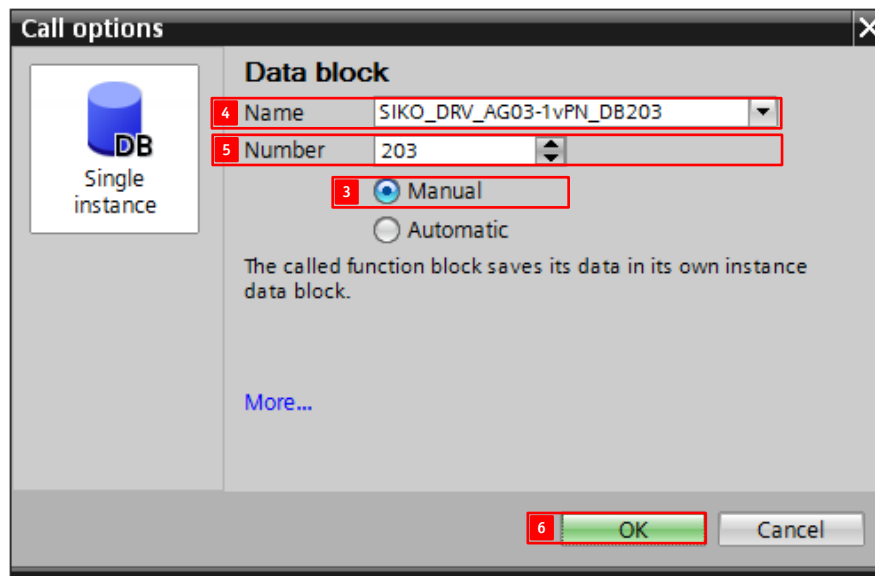 Call options
DB
Single
instance
Data block
4 Name SIKO_DRV_AG03-1vPN_DB203
5 Number 203
3 Manual
Automatic
The called function block saves its data in its own instance
data block.
More...
6 OK Cancel